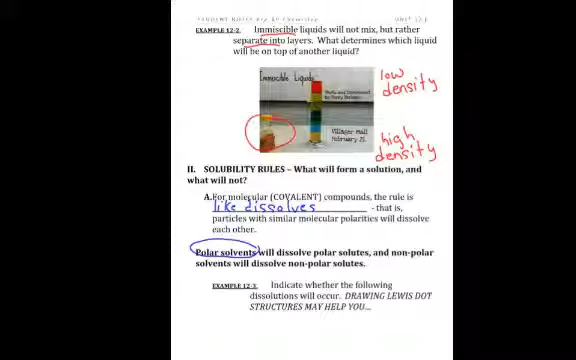 EXAMPLE 12-2. Immiscible liquids will not mix, but rather
separate into layers. What determines which liquid
will be on top of another liquid?
Immiscible Liquids
low
density
Villager Mall
February 21,
high
density
II. SOLUBILITY RULES – What will form a solution, and
what will not?
A. For molecular (COVALENT) compounds, the rule is
like dissolves - that is,
particles with similar molecular polarities will dissolve
each other.
Polar solvents will dissolve polar solutes, and non-polar
solvents will dissolve non-polar solutes.
EXAMPLE 12-3. Indicate whether the following
dissolutions will occur. DRAWING LEWIS DOT
STRUCTURES MAY HELP YOU...